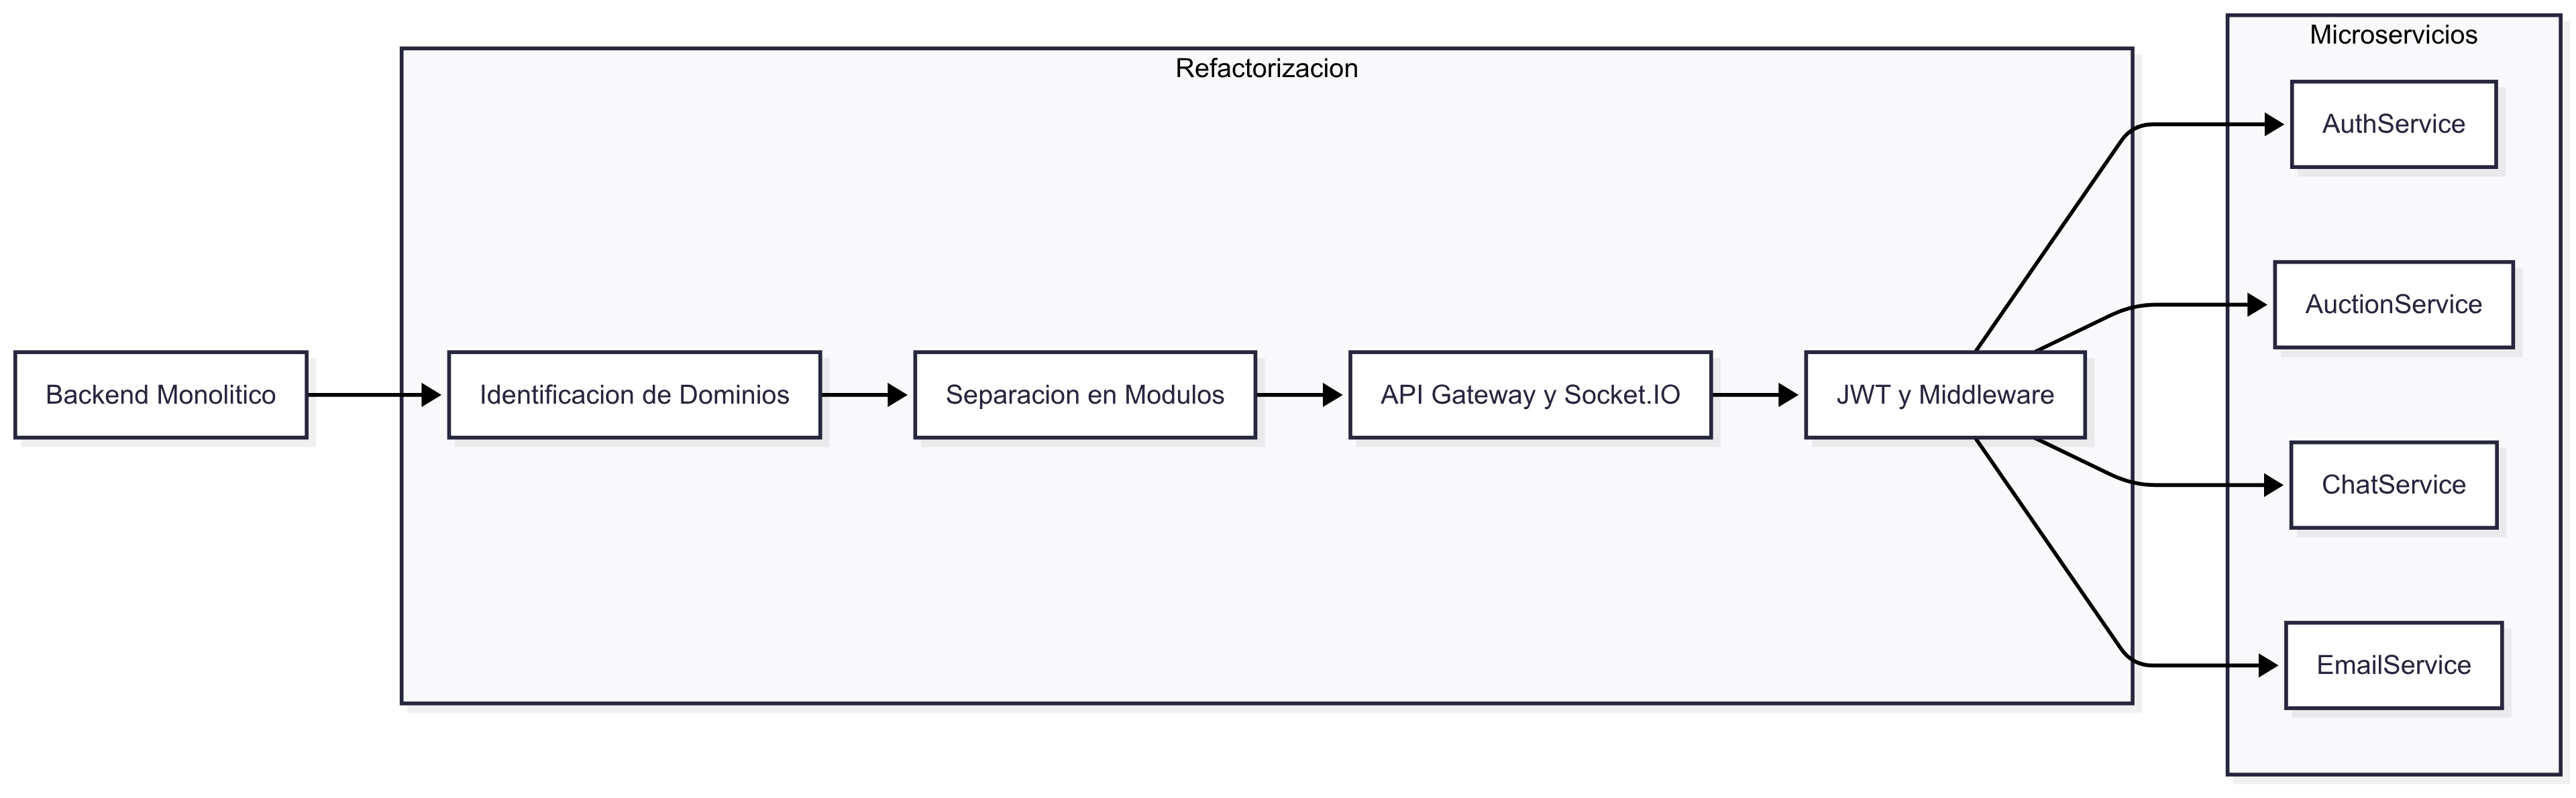 Backend Monolitico
Refactorizacion
Identificacion de Dominios
Separacion en Modulos
API Gateway y Socket.IO
JWT y Middleware
Microservicios
AuthService
AuctionService
ChatService
EmailService